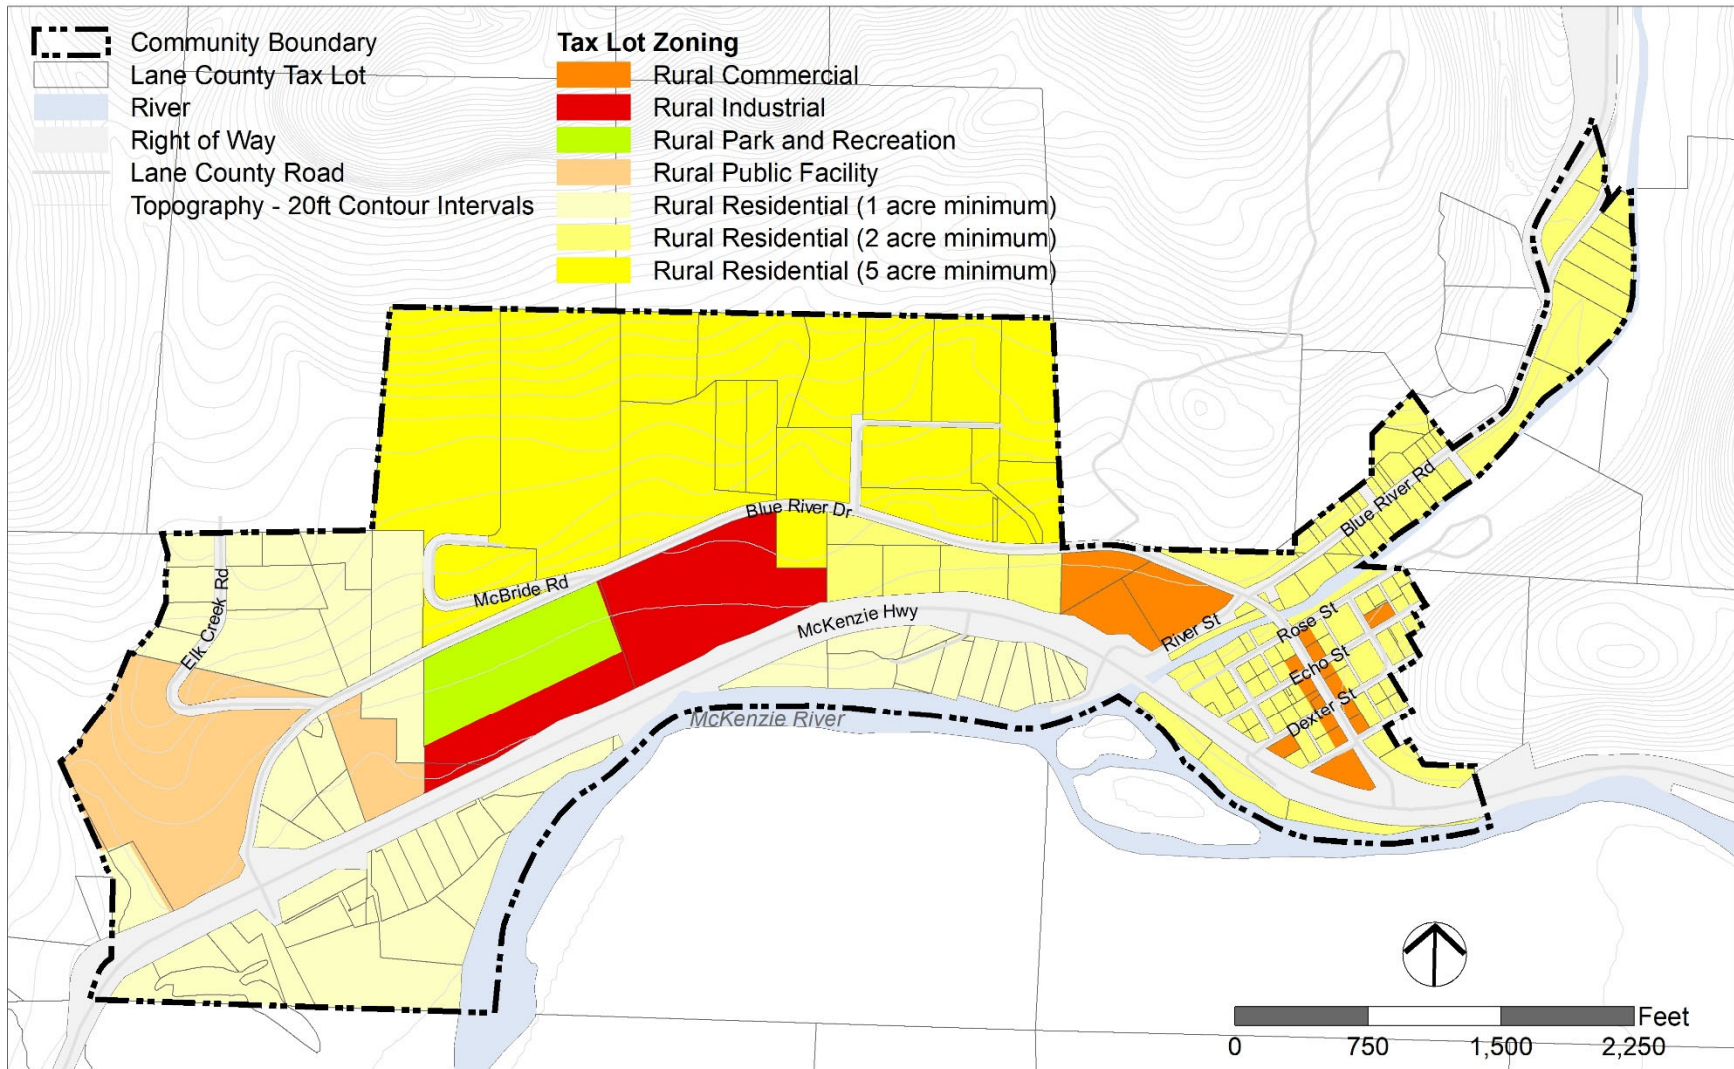 Community Boundary
Lane County Tax Lot
River
Right of Way
Lane County Road
Topography - 20ft Contour Intervals
Tax Lot Zoning
Rural Commercial
Rural Industrial
Rural Park and Recreation
Rural Public Facility
Rural Residential (1 acre minimum)
Rural Residential (2 acre minimum)
Rural Residential (5 acre minimum)
Blue River Rd
Blue River Dr
McBride Rd
Elk Creek Rd
McKenzie Hwy
River St
Rose St
Echo St
Dexter St
McKenzie River
Feet
0 750 1,500 2,250